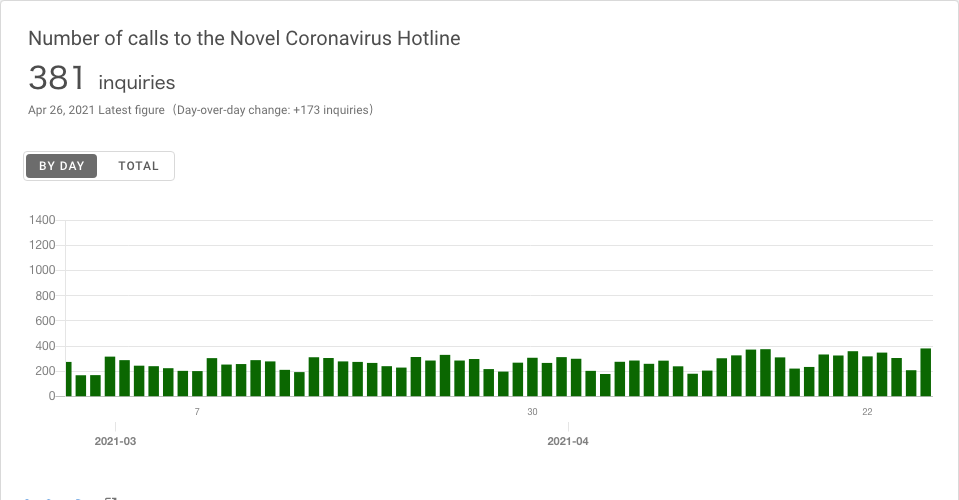 Number of calls to the Novel Coronavirus Hotline
381 inquiries
Apr 26, 2021 Latest figure（Day-over-day change: +173 inquiries）
BY DAY TOTAL
1400
1200
1000
800
600
400
200
0
7 30 22
2021-03 2021-04